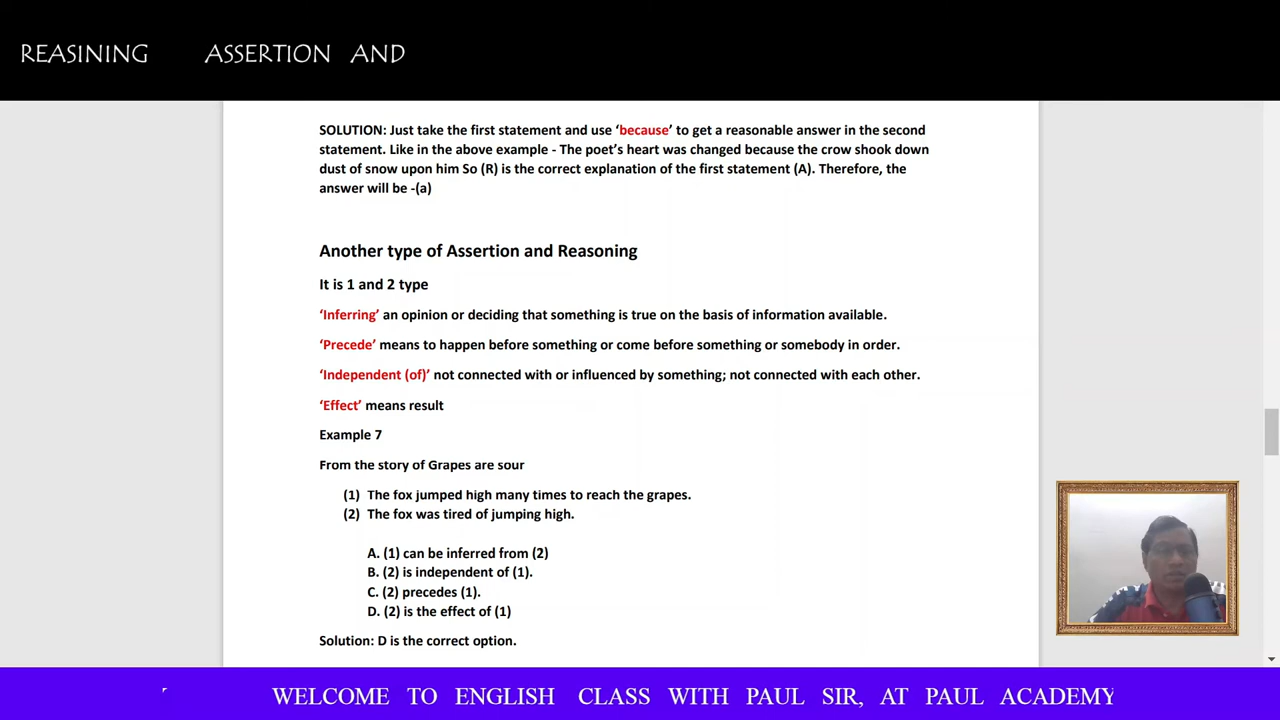 REASINING ASSERTION AND
SOLUTION: Just take the first statement and use ‘because’ to get a reasonable answer in the second
statement. Like in the above example - The poet’s heart was changed because the crow shook down
dust of snow upon him So (R) is the correct explanation of the first statement (A). Therefore, the
answer will be -(a)
Another type of Assertion and Reasoning
It is 1 and 2 type
‘Inferring’ an opinion or deciding that something is true on the basis of information available.
‘Precede’ means to happen before something or come before something or somebody in order.
‘Independent (of)’ not connected with or influenced by something; not connected with each other.
‘Effect’ means result
Example 7
From the story of Grapes are sour
(1) The fox jumped high many times to reach the grapes.
(2) The fox was tired of jumping high.
A. (1) can be inferred from (2)
B. (2) is independent of (1).
C. (2) precedes (1).
D. (2) is the effect of (1)
Solution: D is the correct option.
WELCOME TO ENGLISH CLASS WITH PAUL SIR, AT PAUL ACADEMY